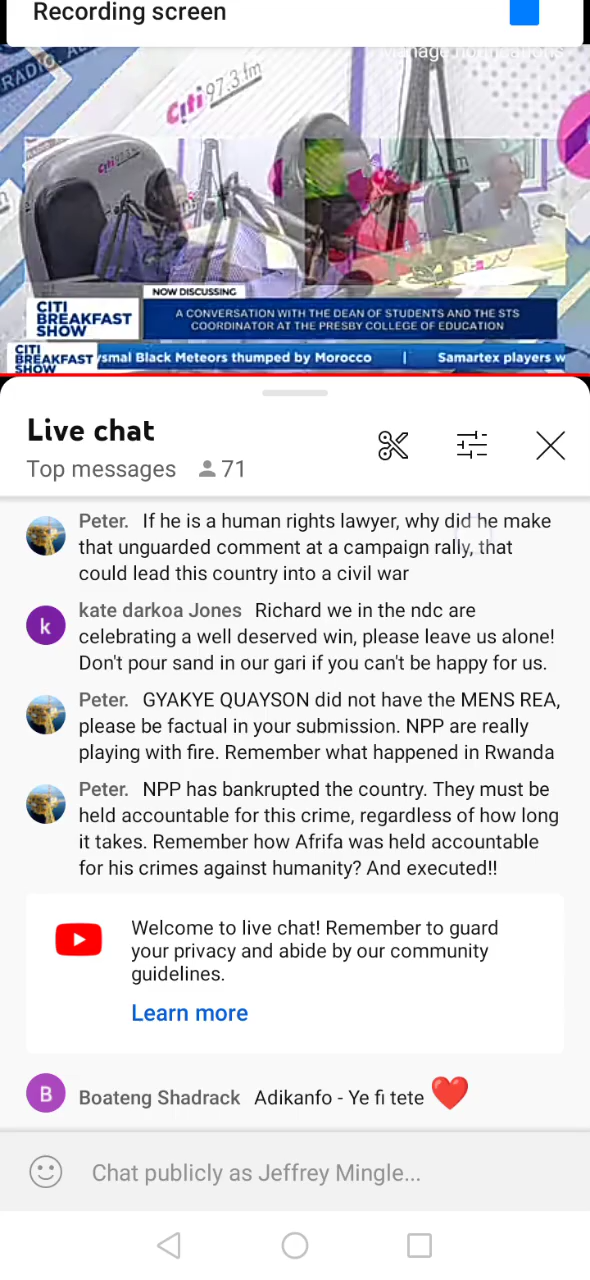 Recording screen
Manage notifications
RADIO.
Citi 97.3 fm
citi
NOW DISCUSSING
CITI
BREAKFAST
SHOW
A CONVERSATION WITH THE DEAN OF STUDENTS AND THE STS
COORDINATOR AT THE PRESBY COLLEGE OF EDUCATION
CITI
BREAKFAST
SHOW
ysmal Black Meteors thumped by Morocco | Samartex players w
Live chat
Top messages 71
Peter. If he is a human rights lawyer, why did he make
that unguarded comment at a campaign rally, that
could lead this country into a civil war
k
kate darkoa Jones Richard we in the ndc are
celebrating a well deserved win, please leave us alone!
Don't pour sand in our gari if you can't be happy for us.
Peter. GYAKYE QUAYSON did not have the MENS REA,
please be factual in your submission. NPP are really
playing with fire. Remember what happened in Rwanda
Peter. NPP has bankrupted the country. They must be
held accountable for this crime, regardless of how long
it takes. Remember how Afrifa was held accountable
for his crimes against humanity? And executed!!
Welcome to live chat! Remember to guard
your privacy and abide by our community
guidelines.
Learn more
B
Boateng Shadrack Adikanfo - Ye fi tete ❤️
Chat publicly as Jeffrey Mingle...